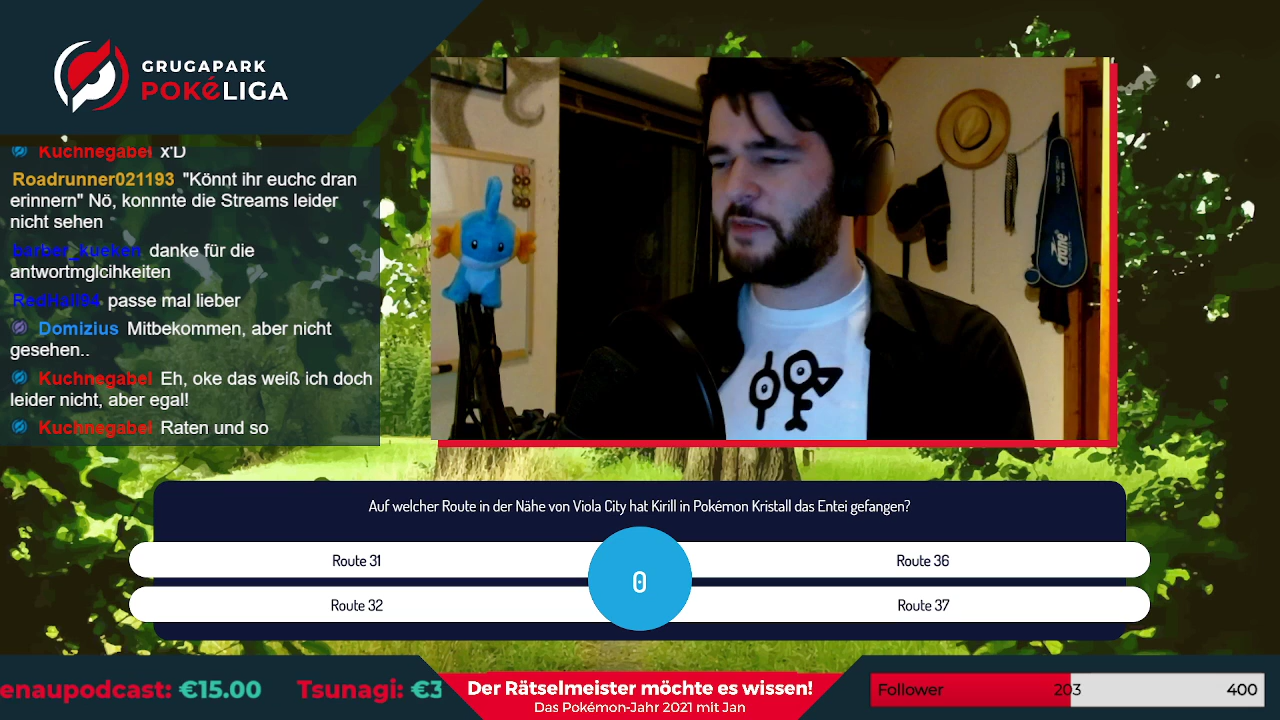 GRUGAPARK
POKéLIGA
Kuchnegabel x'D
Roadrunner021193 "Könnt ihr euchc dran
erinnern" Nö, konnnte die Streams leider
nicht sehen
barber_kueken danke für die
antwortmglcihkeiten
RedHail94 passe mal lieber
Domizius Mitbekommen, aber nicht
gesehen..
Kuchnegabel Eh, oke das weiß ich doch
leider nicht, aber egal!
Kuchnegabel Raten und so
Auf welcher Route in der Nähe von Viola City hat Kirill in Pokémon Kristall das Entei gefangen?
Route 31
Route 36
0
Route 32
Route 37
enaupodcast: €15.00 Tsunagi: €3
Der Rätselmeister möchte es wissen!
Das Pokémon-Jahr 2021 mit Jan
Follower 203 400